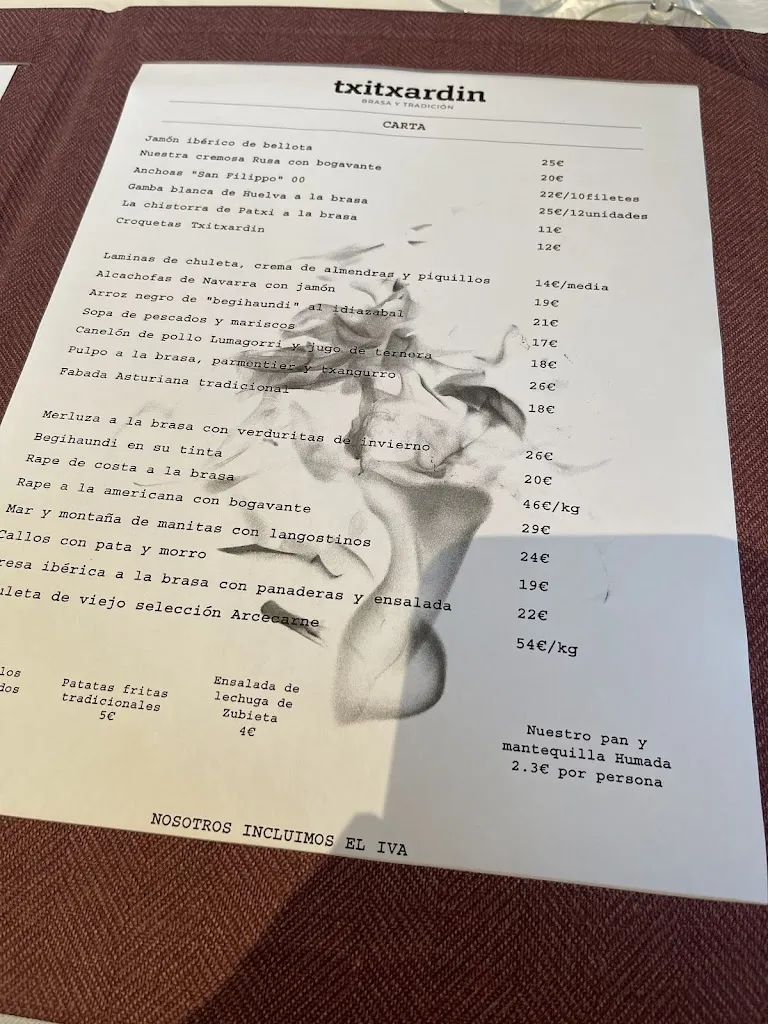 txitxardin
BRASA Y TRADICIÓN
CARTA
Jamón ibérico de bellota 25€
Nuestra cremosa Rusa con bogavante 20€
Anchoas "San Filippo" 00 22€/10filetes
Gamba blanca de Huelva a la brasa 25€/12unidades
La chistorra de Patxi a la brasa 11€
Croquetas Txitxardin 12€
Laminas de chuleta, crema de almendras y piquillos 14€/media
Alcachofas de Navarra con jamón 19€
Arroz negro de "begihaundi" al idiazabal 21€
Sopa de pescados y mariscos 17€
Canelón de pollo Lumagorri y jugo de ternera 18€
Pulpo a la brasa, parmentier y txangurro 26€
Fabada Asturiana tradicional 18€
Merluza a la brasa con verduritas de invierno 26€
Begihaundi en su tinta 20€
Rape de costa a la brasa 46€/kg
Rape a la americana con bogavante 29€
Mar y montaña de manitas con langostinos 24€
Callos con pata y morro 19€
resa ibérica a la brasa con panaderas y ensalada 22€
uleta de viejo selección Arcecarne 54€/kg
los
dos
Patatas fritas
tradicionales
5€
Ensalada de
lechuga de
Zubieta
4€
Nuestro pan y
mantequilla Humada
2.3€ por persona
NOSOTROS INCLUIMOS EL IVA